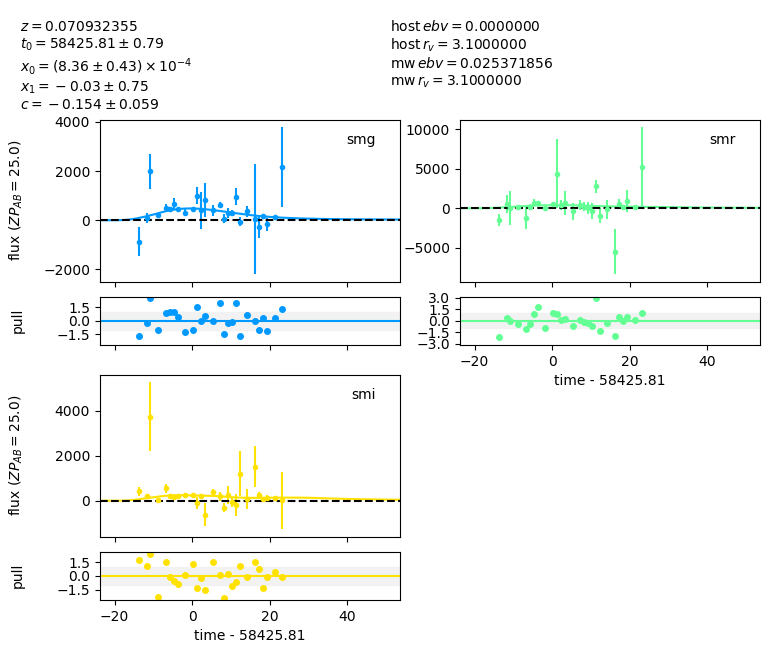 z = 0.070932355
t₀ = 58425.81 ± 0.79
x₀ = (8.36 ± 0.43) × 10⁻⁴
x₁ = −0.03 ± 0.75
c = −0.154 ± 0.059
host ebv = 0.0000000
host r_v = 3.1000000
mw ebv = 0.025371856
mw r_v = 3.1000000
flux (ZP_AB = 25.0)
4000
2000
0
−2000
smg
10000
5000
0
−5000
smr
pull
1.5
0.0
−1.5
3.0
1.5
0.0
−1.5
−3.0
−20
0
20
40
time - 58425.81
flux (ZP_AB = 25.0)
4000
2000
0
smi
pull
1.5
0.0
−1.5
−20
0
20
40
time - 58425.81